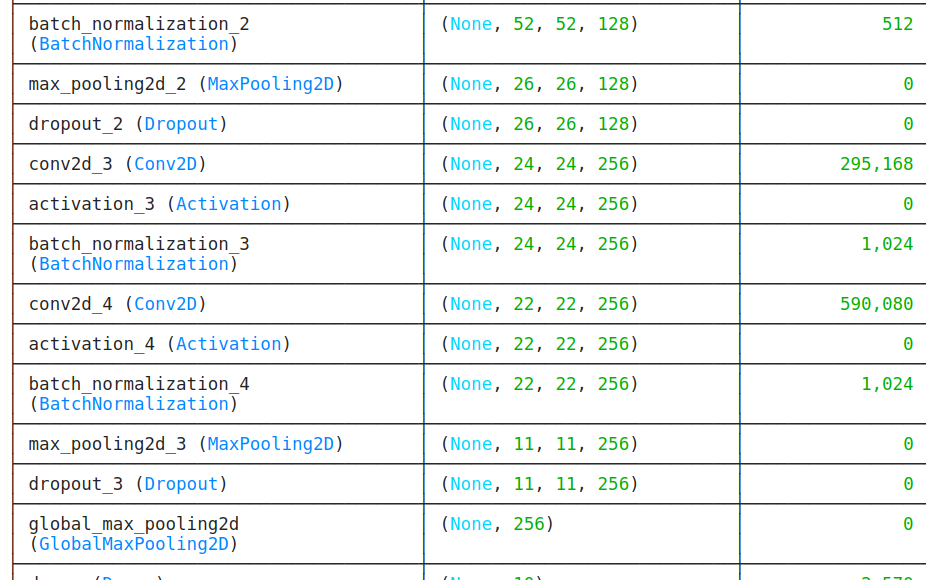 batch_normalization_2 (None, 52, 52, 128) 512
(BatchNormalization)
max_pooling2d_2 (MaxPooling2D) (None, 26, 26, 128) 0
dropout_2 (Dropout) (None, 26, 26, 128) 0
conv2d_3 (Conv2D) (None, 24, 24, 256) 295,168
activation_3 (Activation) (None, 24, 24, 256) 0
batch_normalization_3 (None, 24, 24, 256) 1,024
(BatchNormalization)
conv2d_4 (Conv2D) (None, 22, 22, 256) 590,080
activation_4 (Activation) (None, 22, 22, 256) 0
batch_normalization_4 (None, 22, 22, 256) 1,024
(BatchNormalization)
max_pooling2d_3 (MaxPooling2D) (None, 11, 11, 256) 0
dropout_3 (Dropout) (None, 11, 11, 256) 0
global_max_pooling2d (None, 256) 0
(GlobalMaxPooling2D)